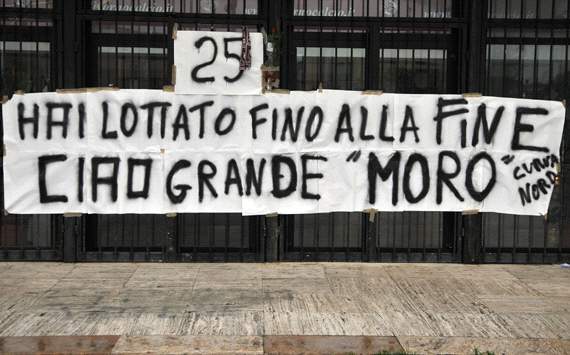 25
HAI LOTTATO FINO ALLA FINE
CIAO GRANDE "MORO"
CURVA
NORD